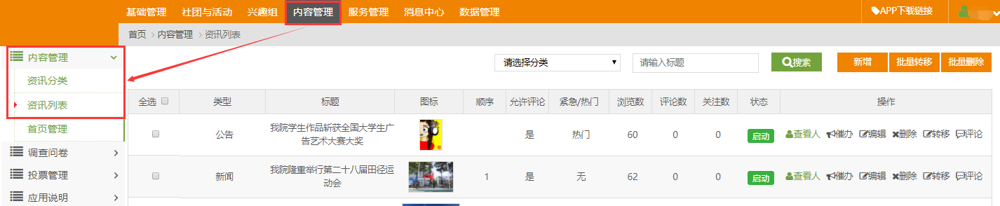 基础管理 社团与活动 兴趣组 内容管理 服务管理 消息中心 数据管理 APP下载链接
首页 内容管理 资讯列表
内容管理
资讯分类
资讯列表
首页管理
调查问卷
投票管理
应用说明
请选择分类 请输入标题 搜索 新增 批量转移 批量删除
全选 类型 标题 图标 顺序 允许评论 紧急/热门 浏览数 评论数 关注数 状态 操作
公告 我院学生作品斩获全国大学生广 是 热门 60 0 0 启动 查看人 催办 编辑 删除 转移 评论
告艺术大赛大奖
新闻 我院隆重举行第二十八届田径运 1 是 无 62 0 0 启动 查看人 催办 编辑 删除 转移 评论
动会